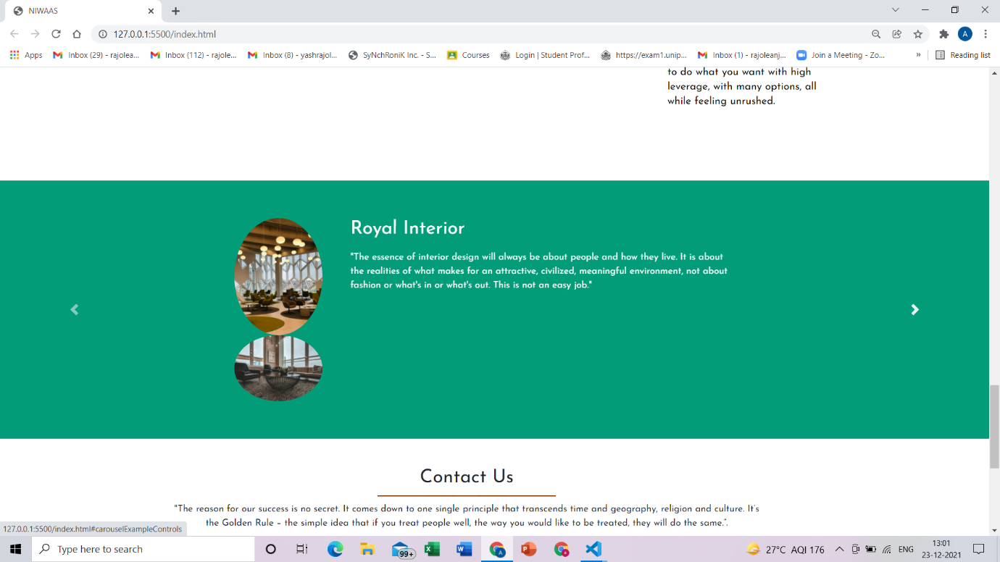 NIWAAS
127.0.0.1:5500/index.html
A
Apps
Inbox (29) - rajolea...
Inbox (112) - rajole...
Inbox (8) - yashrajol...
SyNchRoniK Inc. - S...
Courses
Login | Student Prof...
https://exam1.unip...
Inbox (1) - rajoleanj...
Join a Meeting - Zo...
»
Reading list
to do what you want with high
leverage, with many options, all
while feeling unrushed.
Royal Interior
"The essence of interior design will always be about people and how they live. It is about
the realities of what makes for an attractive, civilized, meaningful environment, not about
fashion or what's in or what's out. This is not an easy job."
Contact Us
"The reason for our success is no secret. It comes down to one single principle that transcends time and geography, religion and culture. It's
the Golden Rule – the simple idea that if you treat people well, the way you would like to be treated, they will do the same.".
127.0.0.1:5500/index.html#carouselExampleControls
Type here to search
99+
A
27°C AQI 176
ENG
13:01
23-12-2021